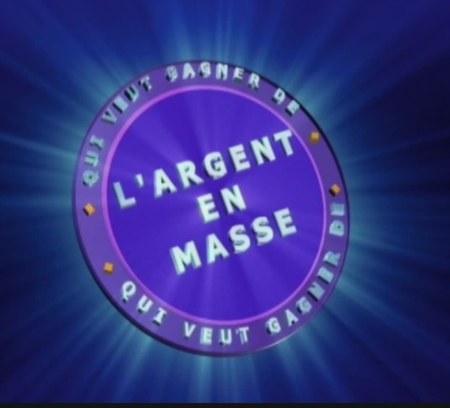 QUI VEUT GAGNER DE
L'ARGENT
EN
MASSE
QUI VEUT GAGNER DE